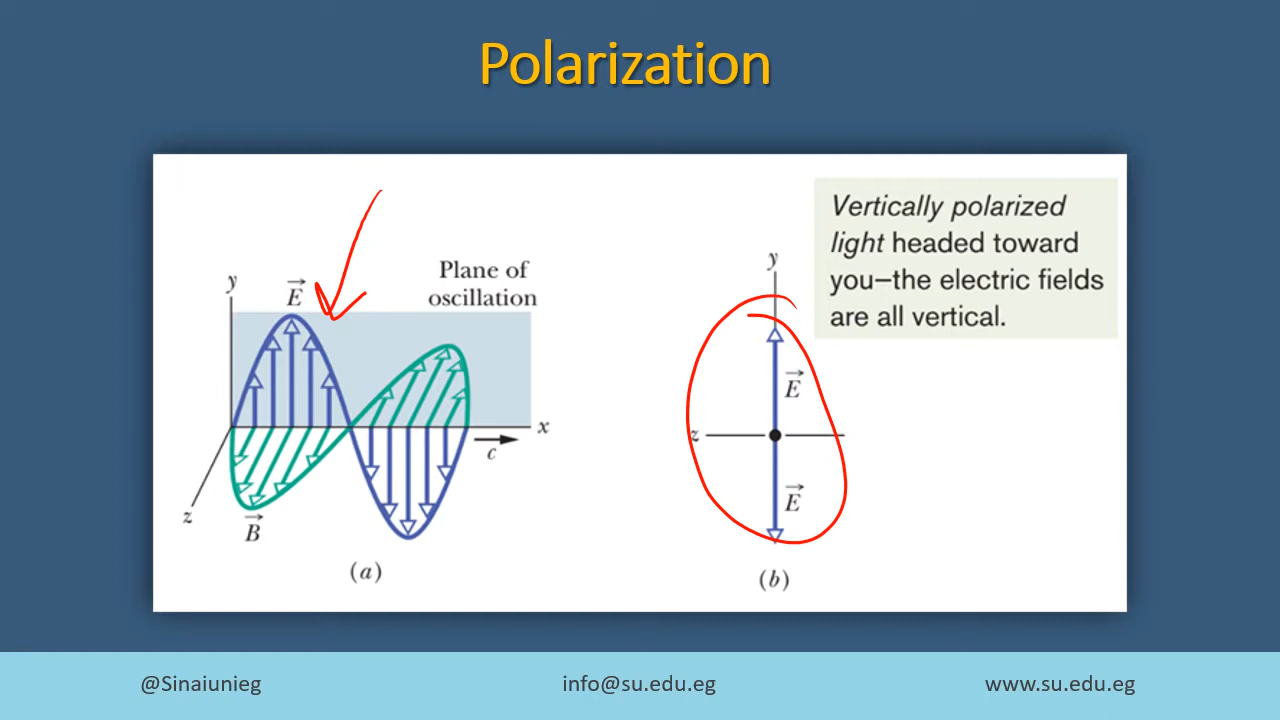 Polarization
Vertically polarized
light headed toward
you—the electric fields
are all vertical.
y
E
Plane of
oscillation
x
c
z
B
(a)
y
E
z
E
(b)
@Sinaiunieg
info@su.edu.eg
www.su.edu.eg